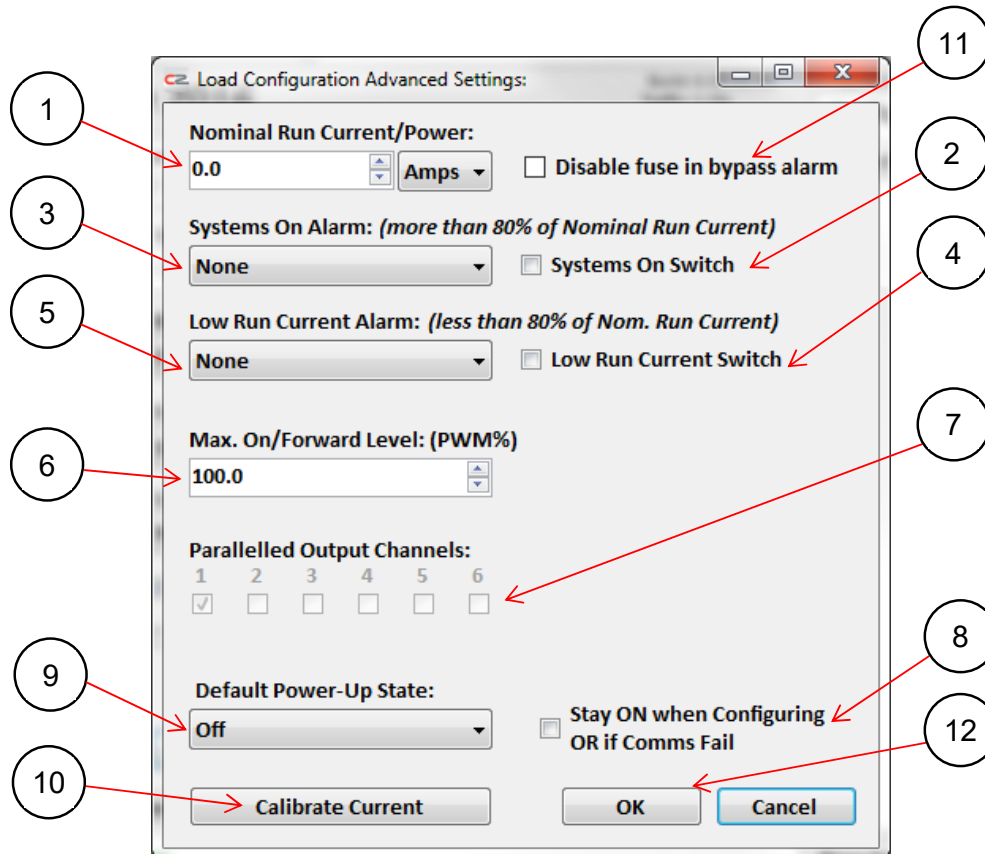 11
CZ Load Configuration Advanced Settings:
1
Nominal Run Current/Power:
0.0 Amps Disable fuse in bypass alarm
2
3
Systems On Alarm: (more than 80% of Nominal Run Current)
None Systems On Switch
4
5
Low Run Current Alarm: (less than 80% of Nom. Run Current)
None Low Run Current Switch
7
Max. On/Forward Level: (PWM%)
6
100.0
Parallelled Output Channels:
1 2 3 4 5 6
8
9
Default Power-Up State:
Off
Stay ON when Configuring
OR if Comms Fail
12
10
Calibrate Current OK Cancel